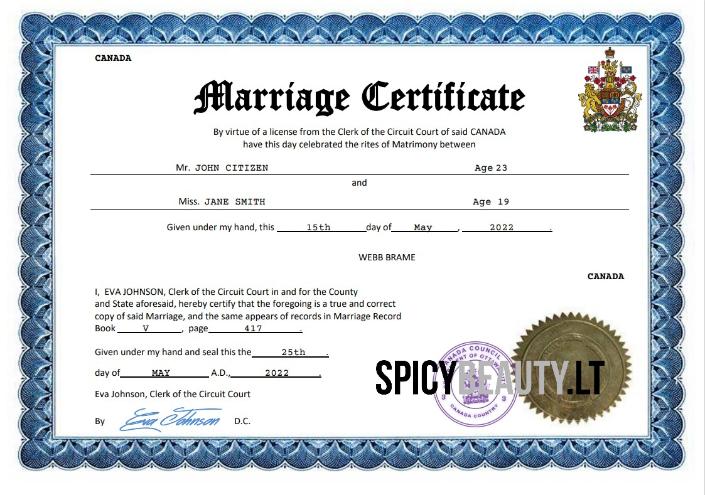 CANADA
Marriage Certificate
By virtue of a license from the Clerk of the Circuit Court of said CANADA
have this day celebrated the rites of Matrimony between
Mr. JOHN CITIZEN Age 23
and
Miss. JANE SMITH Age 19
Given under my hand, this 15th day of May , 2022 .
WEBB BRAME
CANADA
I, EVA JOHNSON, Clerk of the Circuit Court in and for the County
and State aforesaid, hereby certify that the foregoing is a true and correct
copy of said Marriage, and the same appears of records in Marriage Record
Book V , page 417 .
Given under my hand and seal this the 25th .
day of MAY A.D., 2022 .
Eva Johnson, Clerk of the Circuit Court
By Eva Johnson D.C.
SPICYBEAUTY.LT
CANADA COUNTRY